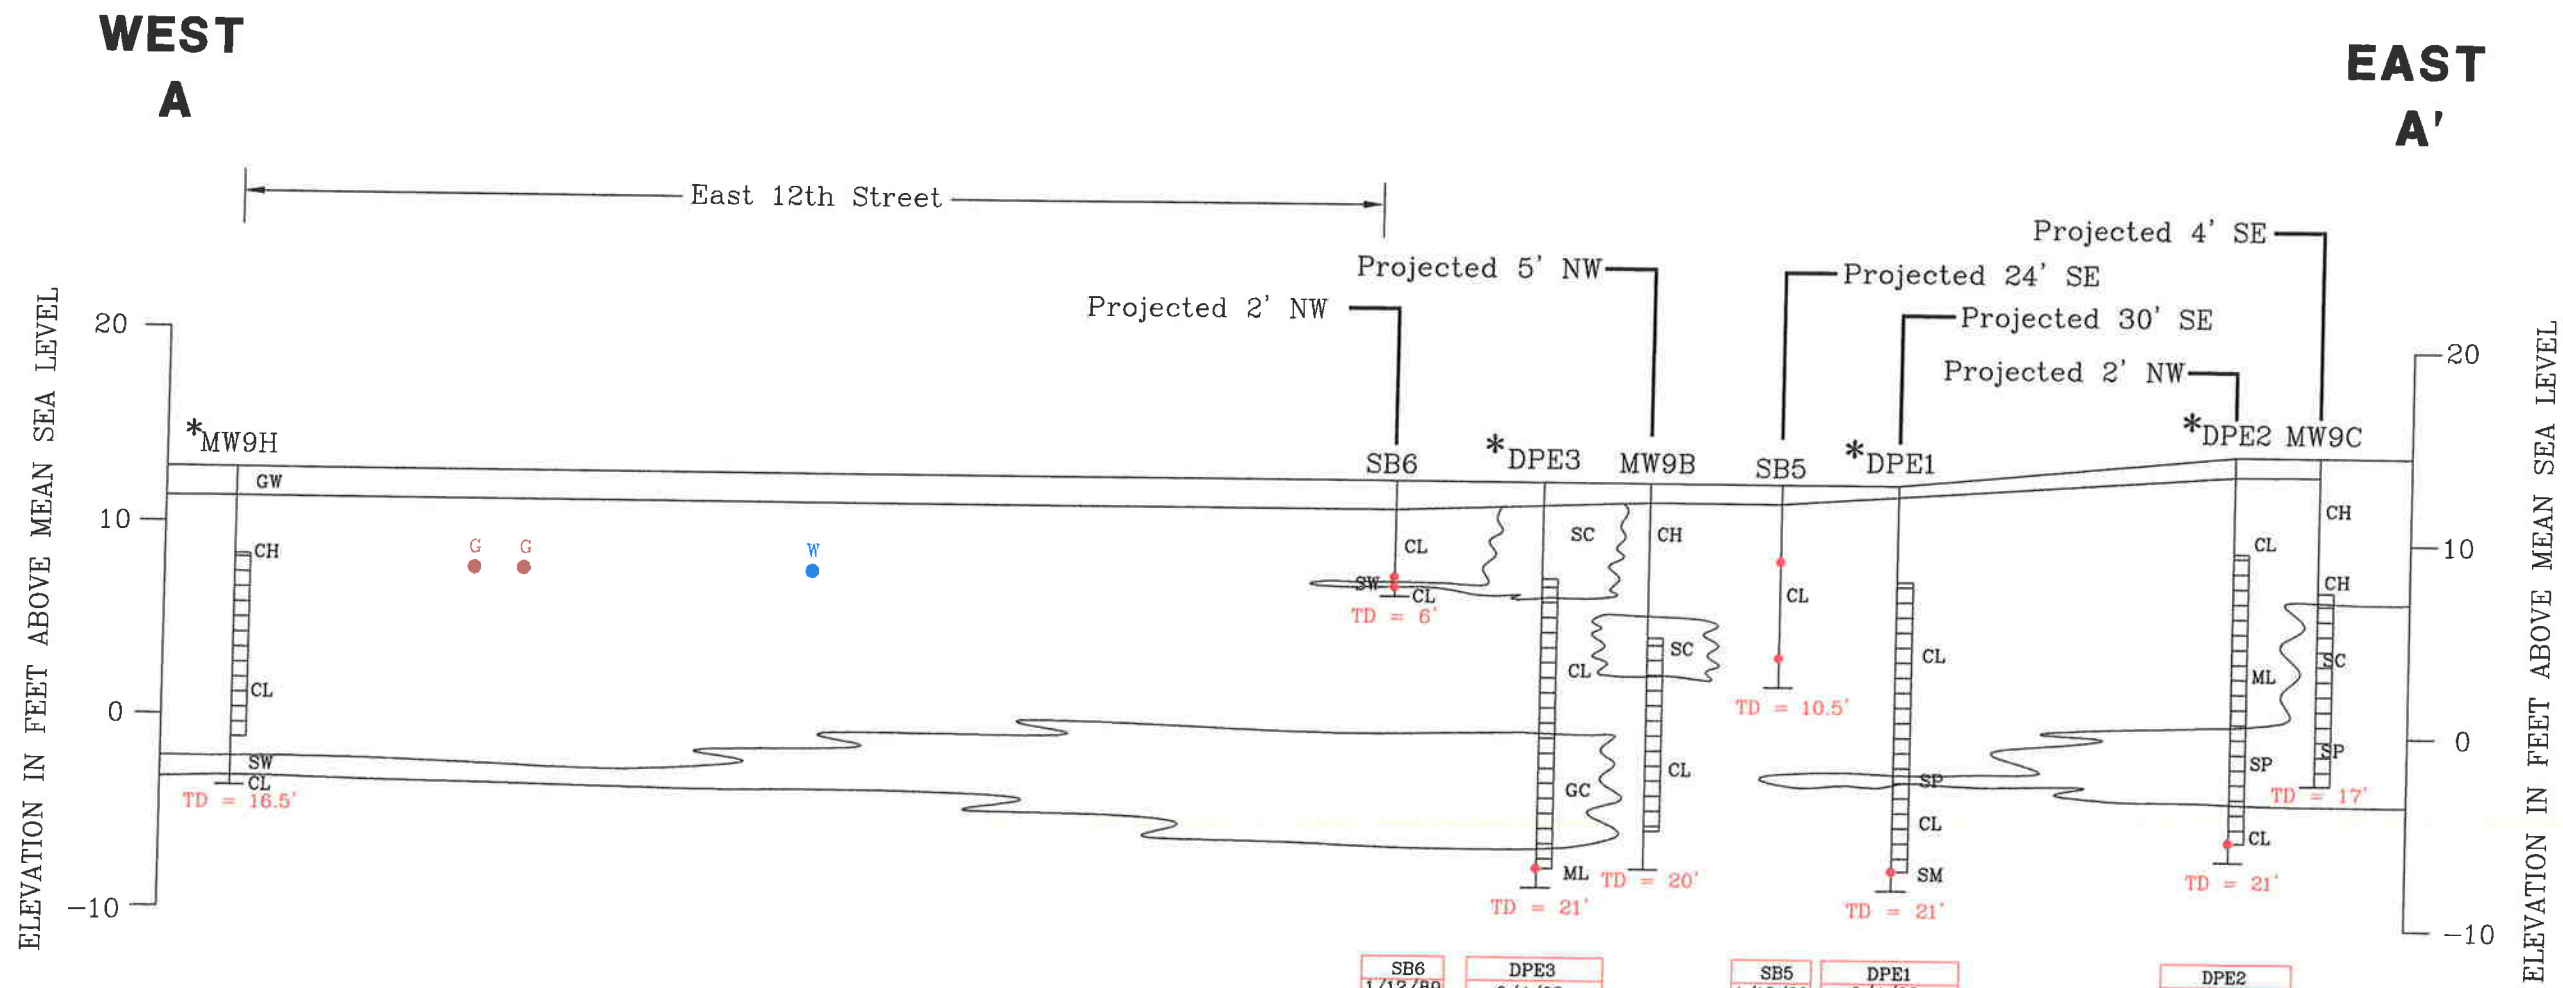 WEST
A
EAST
A'
East 12th Street
Projected 4' SE
Projected 5' NW
Projected 24' SE
Projected 2' NW
Projected 30' SE
Projected 2' NW
ELEVATION IN FEET ABOVE MEAN SEA LEVEL
20
10
0
-10
*MW9H
SB6
*DPE3
MW9B
SB5
*DPE1
*DPE2
MW9C
GW
CH
CL
SW
CL
TD = 16.5'
G
G
W
CL
SW
CL
TD = 6'
SC
CL
GC
ML
TD = 21'
CH
SC
CL
TD = 20'
CL
TD = 10.5'
CL
SP
CL
SM
TD = 21'
CL
ML
SP
CL
TD = 21'
CH
CH
SC
SP
TD = 17'
20
10
0
-10
ELEVATION IN FEET ABOVE MEAN SEA LEVEL
SB6
1/12/89
DPE3
SB5
DPE1
DPE2